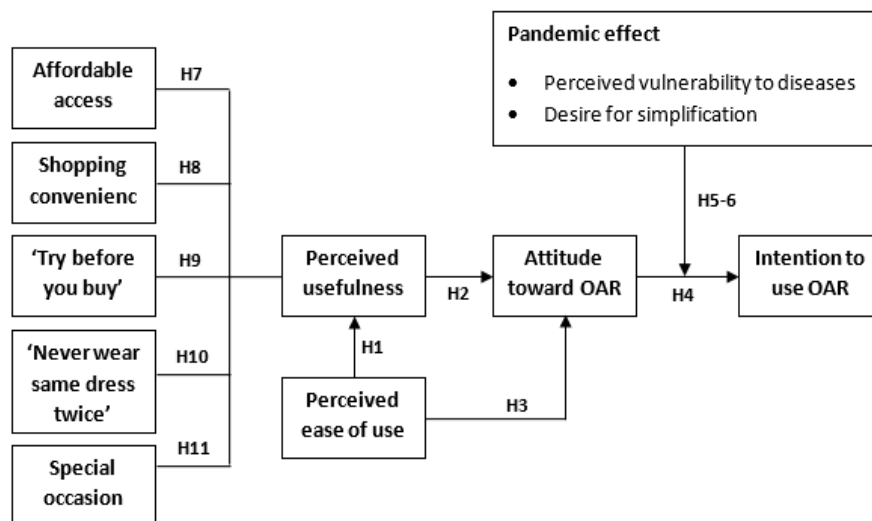 Pandemic effect
• Perceived vulnerability to diseases
• Desire for simplification
Affordable
access
H7
Shopping
convenienc
H8
‘Try before
you buy’
H9
‘Never wear
same dress
twice’
H10
Special
occasion
H11
Perceived
usefulness
H2
H1
Perceived
ease of use
H3
Attitude
toward OAR
H5-6
H4
Intention to
use OAR